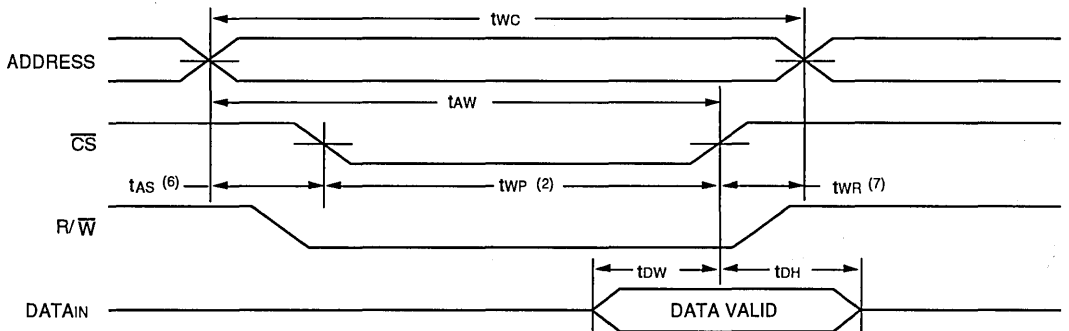 tWC
ADDRESS
tAW
CS
tAS (6)
tWP (2)
tWR (7)
R/W
tDW
tDH
DATAIN
DATA VALID